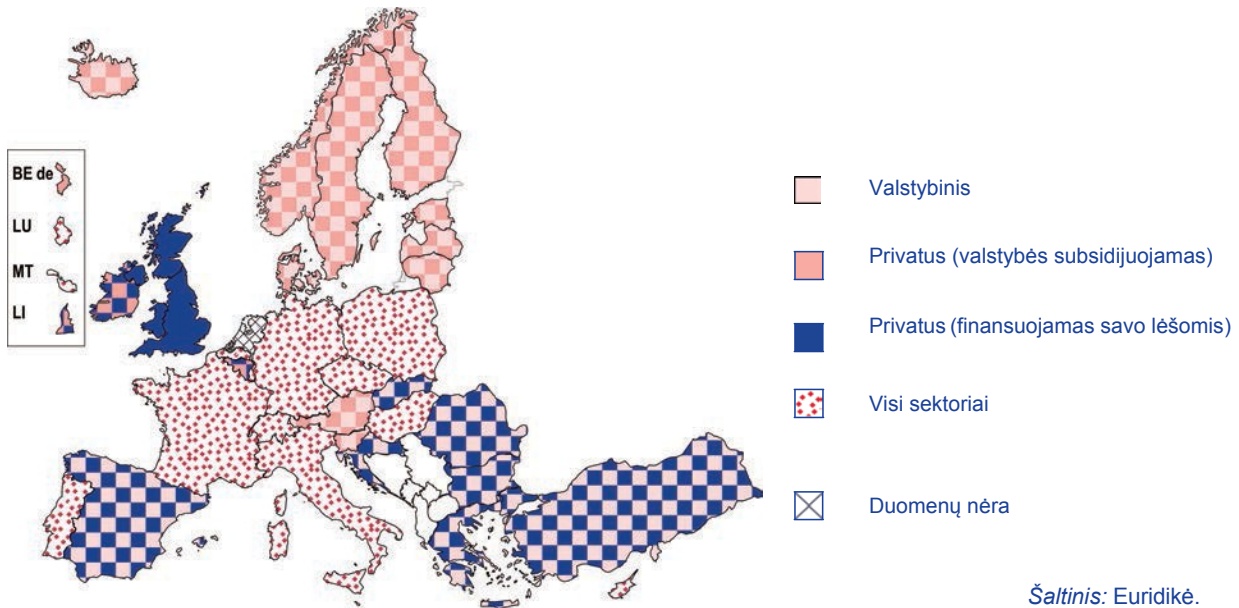 BE de
LU
MT
LI
Valstybinis
Privatus (valstybės subsidijuojamas)
Privatus (finansuojamas savo lėšomis)
Visi sektoriai
Duomenų nėra
Šaltinis: Euridikė.